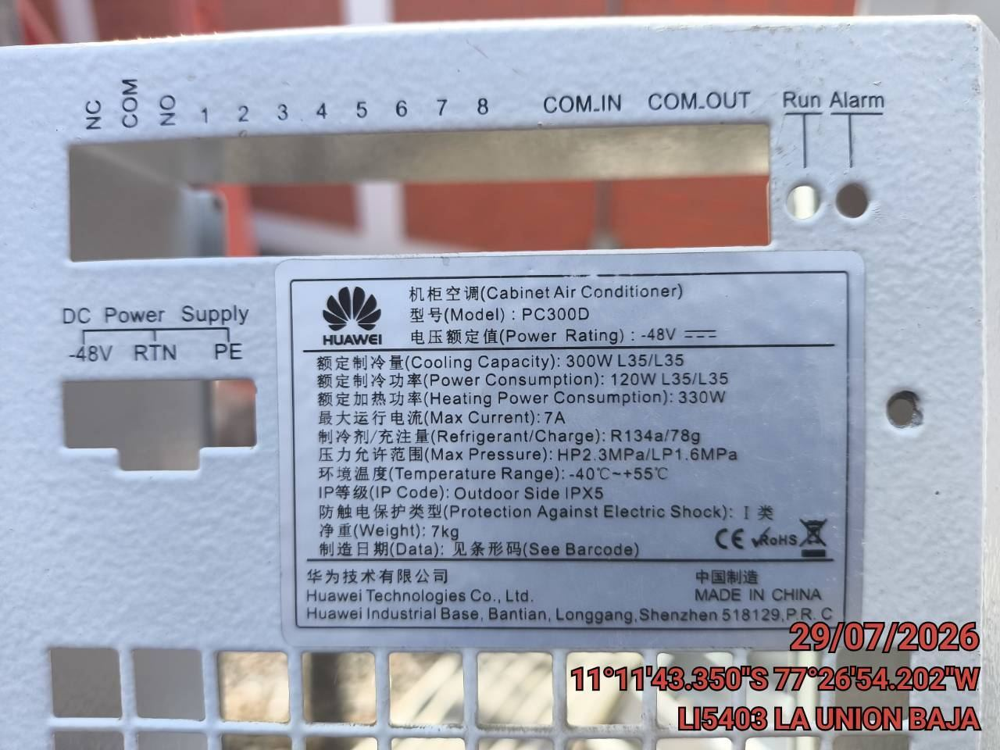 NC COM NO 1 2 3 4 5 6 7 8 COM_IN COM_OUT Run Alarm
DC Power Supply
-48V RTN PE
HUAWEI
机柜空调(Cabinet Air Conditioner)
型号(Model) : PC300D
电压额定值(Power Rating) : -48V
额定制冷量(Cooling Capacity): 300W L35/L35
额定制冷功率(Power Consumption): 120W L35/L35
额定加热功率(Heating Power Consumption): 330W
最大运行电流(Max Current): 7A
制冷剂/充注量(Refrigerant/Charge): R134a/78g
压力允许范围(Max Pressure): HP2.3MPa/LP1.6MPa
环境温度(Temperature Range): -40℃~+55℃
IP等级(IP Code): Outdoor Side IPX5
防触电保护类型(Protection Against Electric Shock): I 类
净重(Weight): 7kg
制造日期(Data): 见条形码(See Barcode)
CE RoHS
华为技术有限公司 中国制造
Huawei Technologies Co., Ltd. MADE IN CHINA
Huawei Industrial Base, Bantian, Longgang,Shenzhen 518129,P.R. C
29/07/2026
11°11'43.350"S 77°26'54.202"W
LI5403 LA UNION BAJA